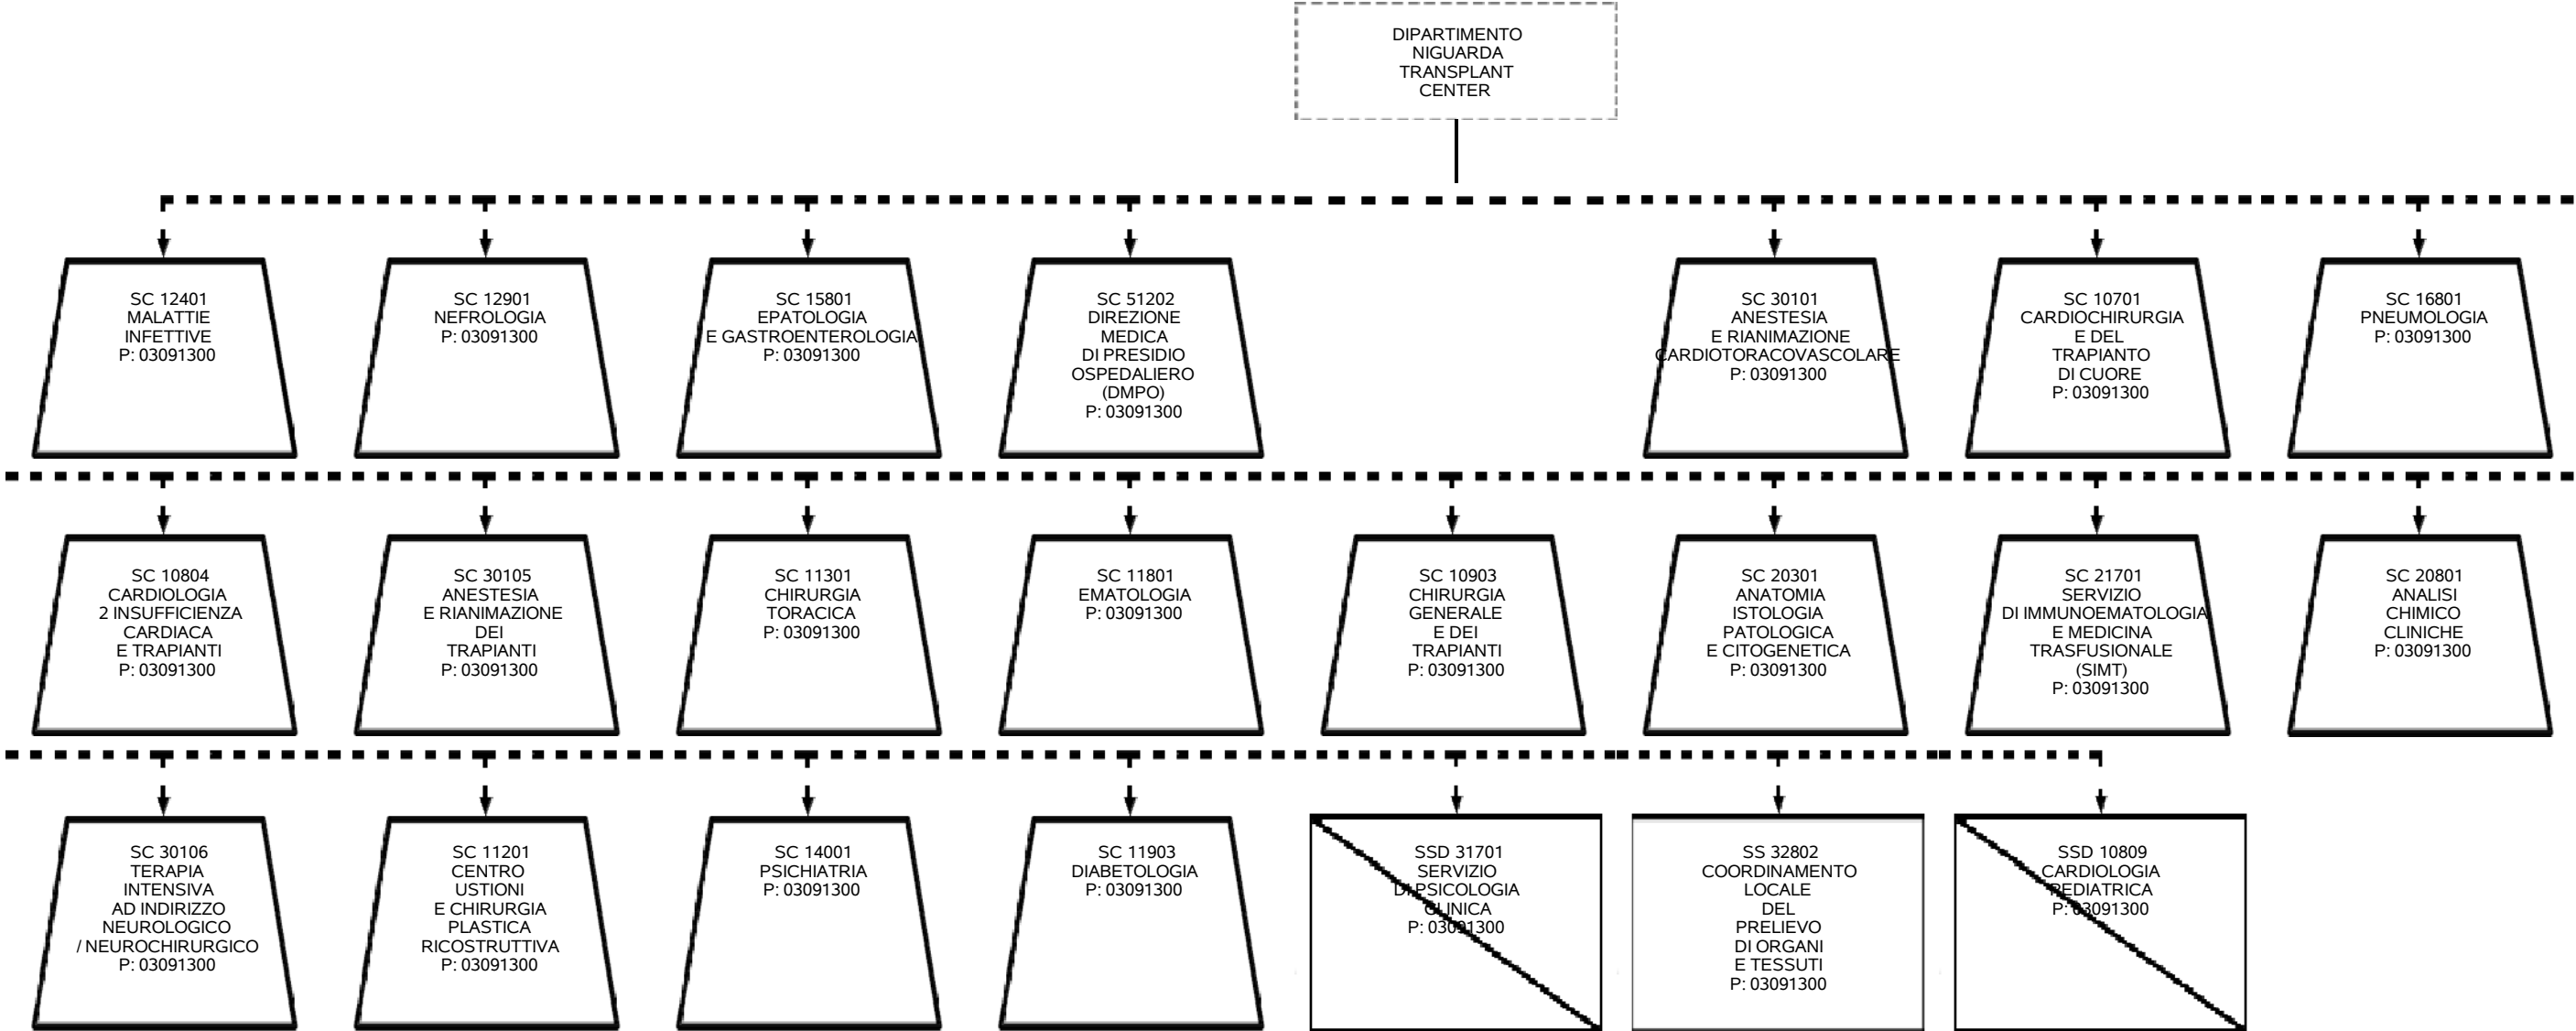 DIPARTIMENTO
NIGUARDA
TRANSPLANT
CENTER
SC 12401
MALATTIE
INFETTIVE
P: 03091300
SC 12901
NEFROLOGIA
P: 03091300
SC 15801
EPATOLOGIA
E GASTROENTEROLOGIA
P: 03091300
SC 51202
DIREZIONE
MEDICA
DI PRESIDIO
OSPEDALIERO
(DMPO)
P: 03091300
SC 30101
ANESTESIA
E RIANIMAZIONE
CARDIOTORACOVASCOLARE
P: 03091300
SC 10701
CARDIOCHIRURGIA
E DEL
TRAPIANTO
DI CUORE
P: 03091300
SC 16801
PNEUMOLOGIA
P: 03091300
SC 10804
CARDIOLOGIA
2 INSUFFICIENZA
CARDIACA
E TRAPIANTI
P: 03091300
SC 30105
ANESTESIA
E RIANIMAZIONE
DEI
TRAPIANTI
P: 03091300
SC 11301
CHIRURGIA
TORACICA
P: 03091300
SC 11801
EMATOLOGIA
P: 03091300
SC 10903
CHIRURGIA
GENERALE
E DEI
TRAPIANTI
P: 03091300
SC 20301
ANATOMIA
ISTOLOGIA
PATOLOGICA
E CITOGENETICA
P: 03091300
SC 21701
SERVIZIO
DI IMMUNOEMATOLOGIA
E MEDICINA
TRASFUSIONALE
(SIMT)
P: 03091300
SC 20801
ANALISI
CHIMICO
CLINICHE
P: 03091300
SC 30106
TERAPIA
INTENSIVA
AD INDIRIZZO
NEUROLOGICO
/ NEUROCHIRURGICO
P: 03091300
SC 11201
CENTRO
USTIONI
E CHIRURGIA
PLASTICA
RICOSTRUTTIVA
P: 03091300
SC 14001
PSICHIATRIA
P: 03091300
SC 11903
DIABETOLOGIA
P: 03091300
SSD 31701
SERVIZIO
DI PSICOLOGIA
CLINICA
P: 03091300
SS 32802
COORDINAMENTO
LOCALE
DEL
PRELIEVO
DI ORGANI
E TESSUTI
P: 03091300
SSD 10809
CARDIOLOGIA
PEDIATRICA
P: 03091300